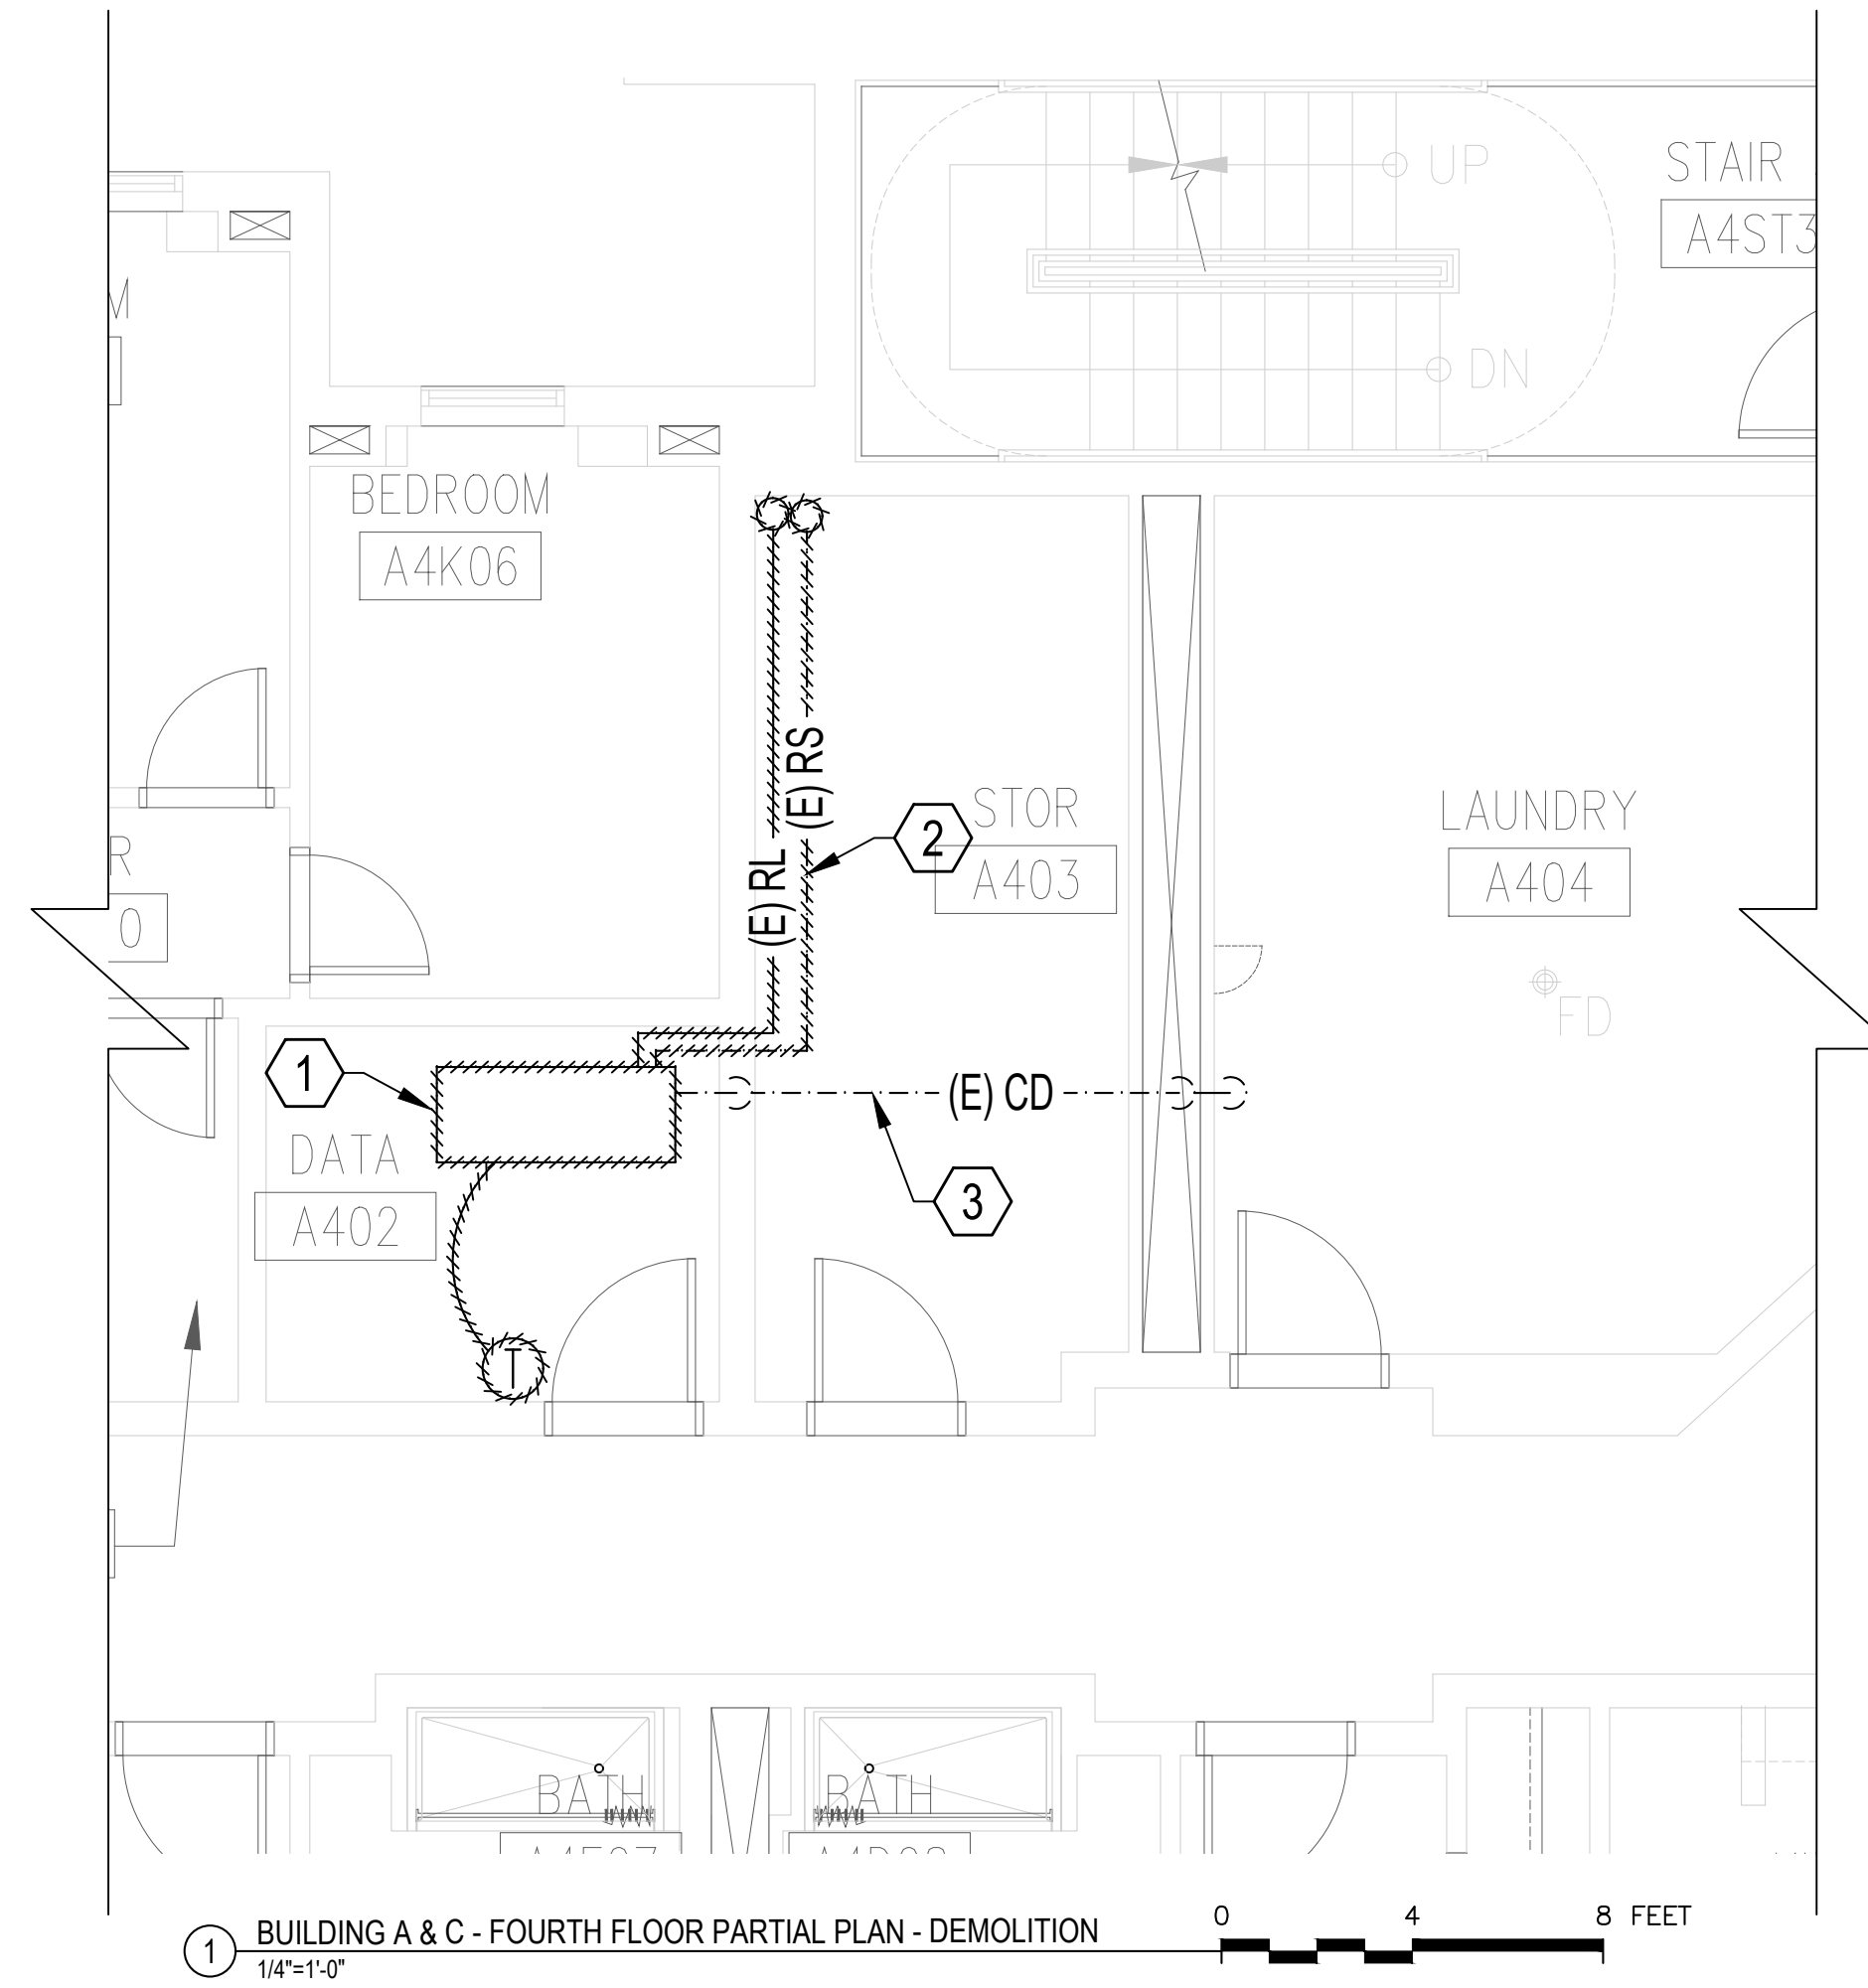 UP
STAIR
A4ST3
M
DN
BEDROOM
A4K06
(E) RS
(E) RL
2
STOR
A403
LAUNDRY
A404
R
0
FD
1
(E) CD
3
DATA
A402
T
BATH
BATH
1
BUILDING A & C - FOURTH FLOOR PARTIAL PLAN - DEMOLITION
1/4"=1'-0"
0 4 8 FEET